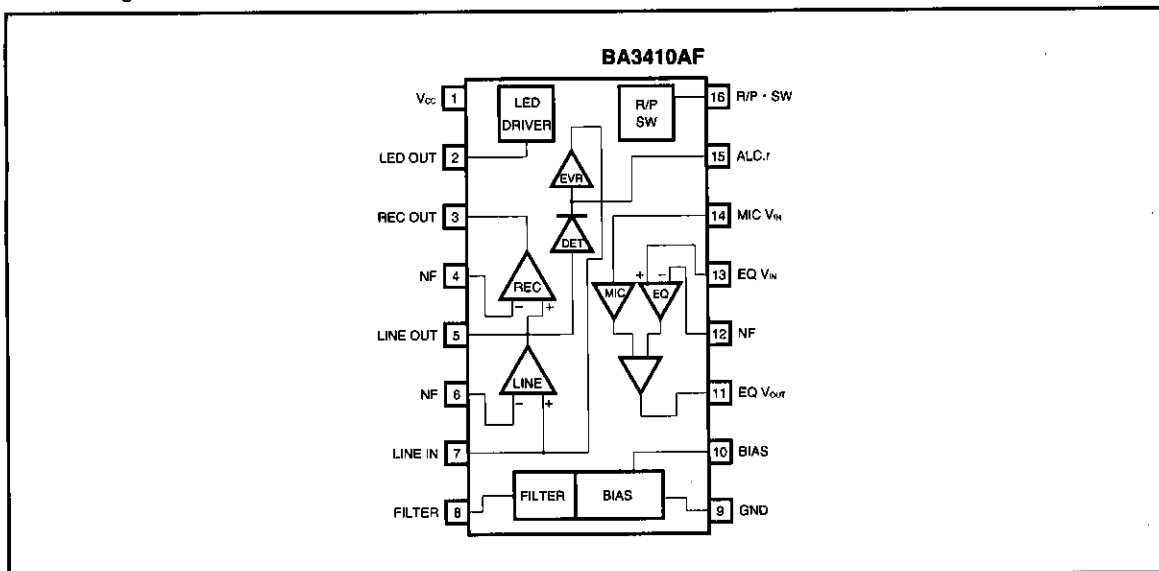 BA3410AF
Vcc 1
LED OUT 2
REC OUT 3
NF 4
LINE OUT 5
NF 6
LINE IN 7
FILTER 8
LED
DRIVER
R/P
SW
EVR
DET
REC
- +
LINE
- +
MIC
+ -
EQ
FILTER
BIAS
16 R/P · SW
15 ALC.r
14 MIC VIN
13 EQ VIN
12 NF
11 EQ VOUT
10 BIAS
9 GND